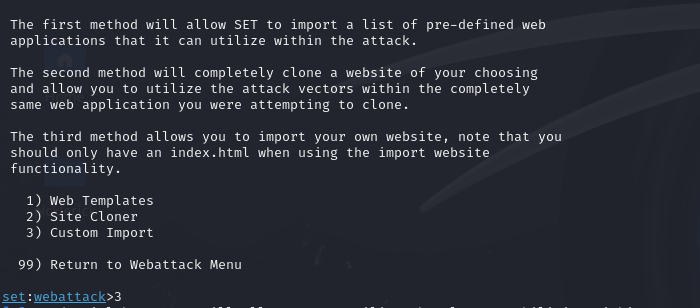 The first method will allow SET to import a list of pre-defined web
applications that it can utilize within the attack.
The second method will completely clone a website of your choosing
and allow you to utilize the attack vectors within the completely
same web application you were attempting to clone.
The third method allows you to import your own website, note that you
should only have an index.html when using the import website
functionality.
1) Web Templates
2) Site Cloner
3) Custom Import
99) Return to Webattack Menu
set:webattack>3